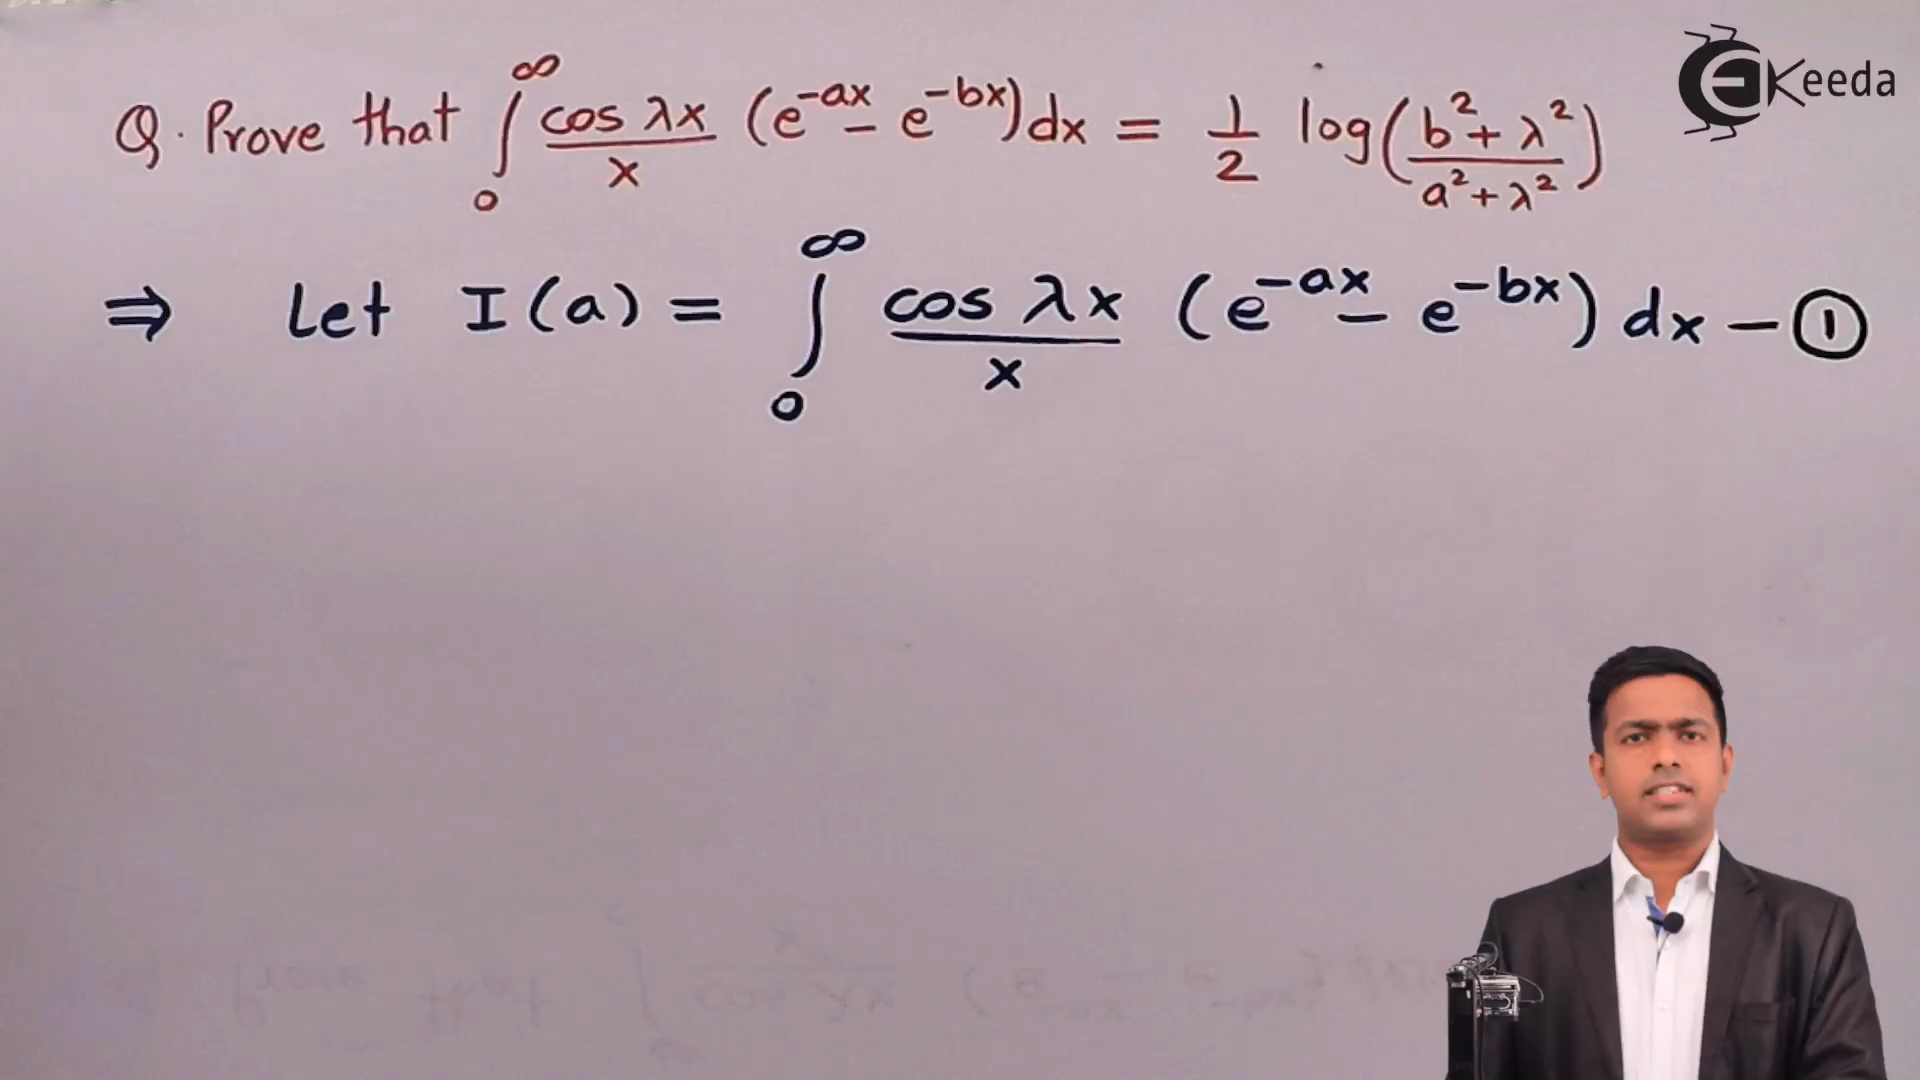 EKeeda
Q. Prove that ∫₀^∞ cos λx / x (e^-ax - e^-bx) dx = 1/2 log(b² + λ² / a² + λ²)
⇒ Let I(a) = ∫₀^∞ cos λx / x (e^-ax - e^-bx) dx — ①